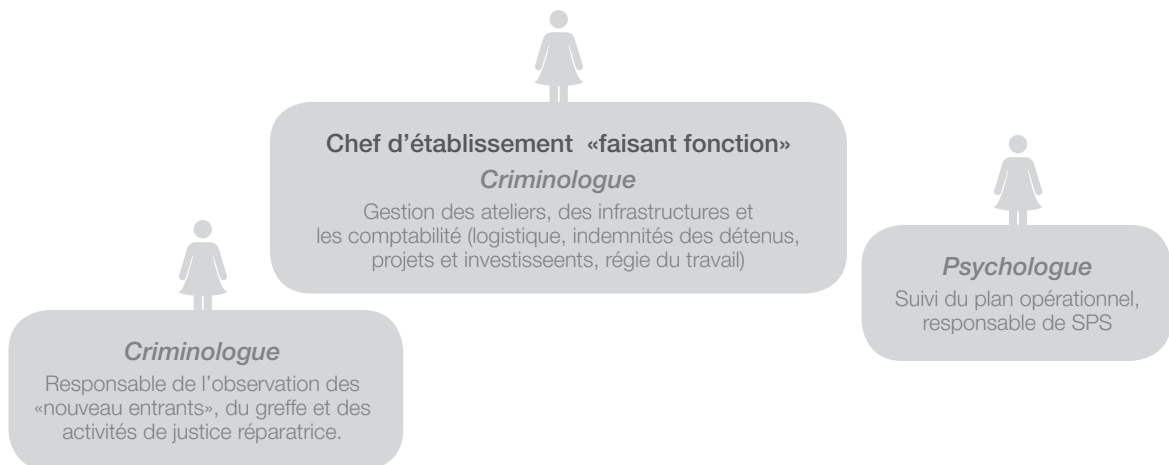 Chef d'établissement «faisant fonction»
Criminologue
Gestion des ateliers, des infrastructures et
les comptabilité (logistique, indemnités des détenus,
projets et investisseents, régie du travail)
Psychologue
Suivi du plan opérationnel,
responsable de SPS
Criminologue
Responsable de l'observation des
«nouveau entrants», du greffe et des
activités de justice réparatrice.